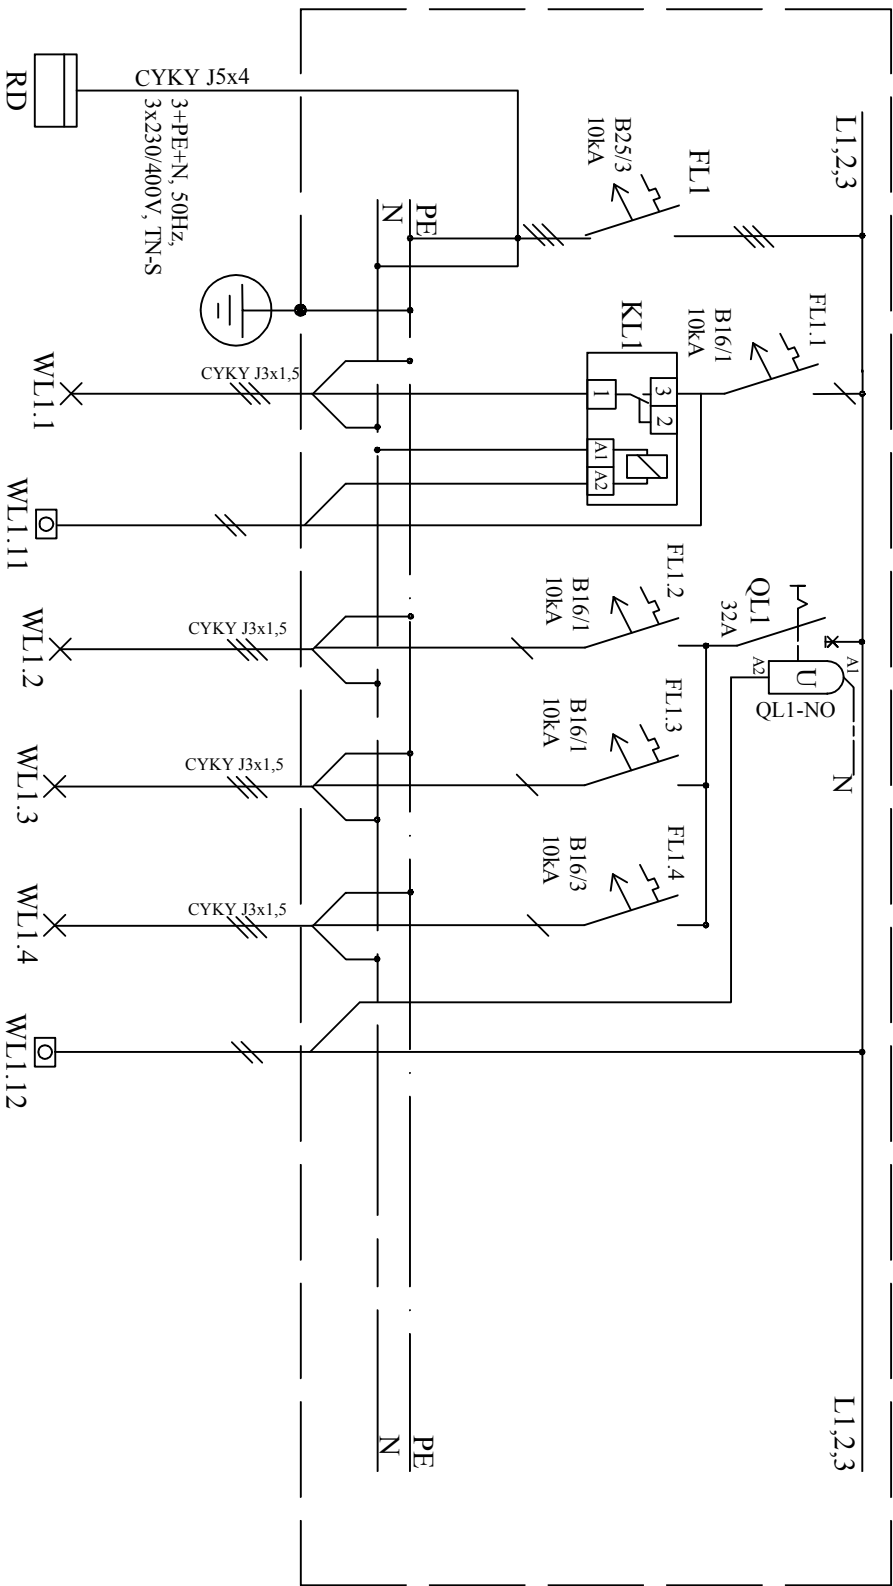 L1,2,3
FL1
B25/3
10kA
PE
N
RD
CYKY J5x4
3+PE+N, 50Hz,
3x230/400V, TN-S
FL1.1
B16/1
10kA
KL1
3
2
1
A1
A2
CYKY J3x1,5
WL1.1
WL1.11
QL1
32A
A1
A2
U
QL1-NO
N
FL1.2
B16/1
10kA
CYKY J3x1,5
WL1.2
FL1.3
B16/1
10kA
CYKY J3x1,5
WL1.3
FL1.4
B16/3
10kA
CYKY J3x1,5
WL1.4
WL1.12
L1,2,3
PE
N